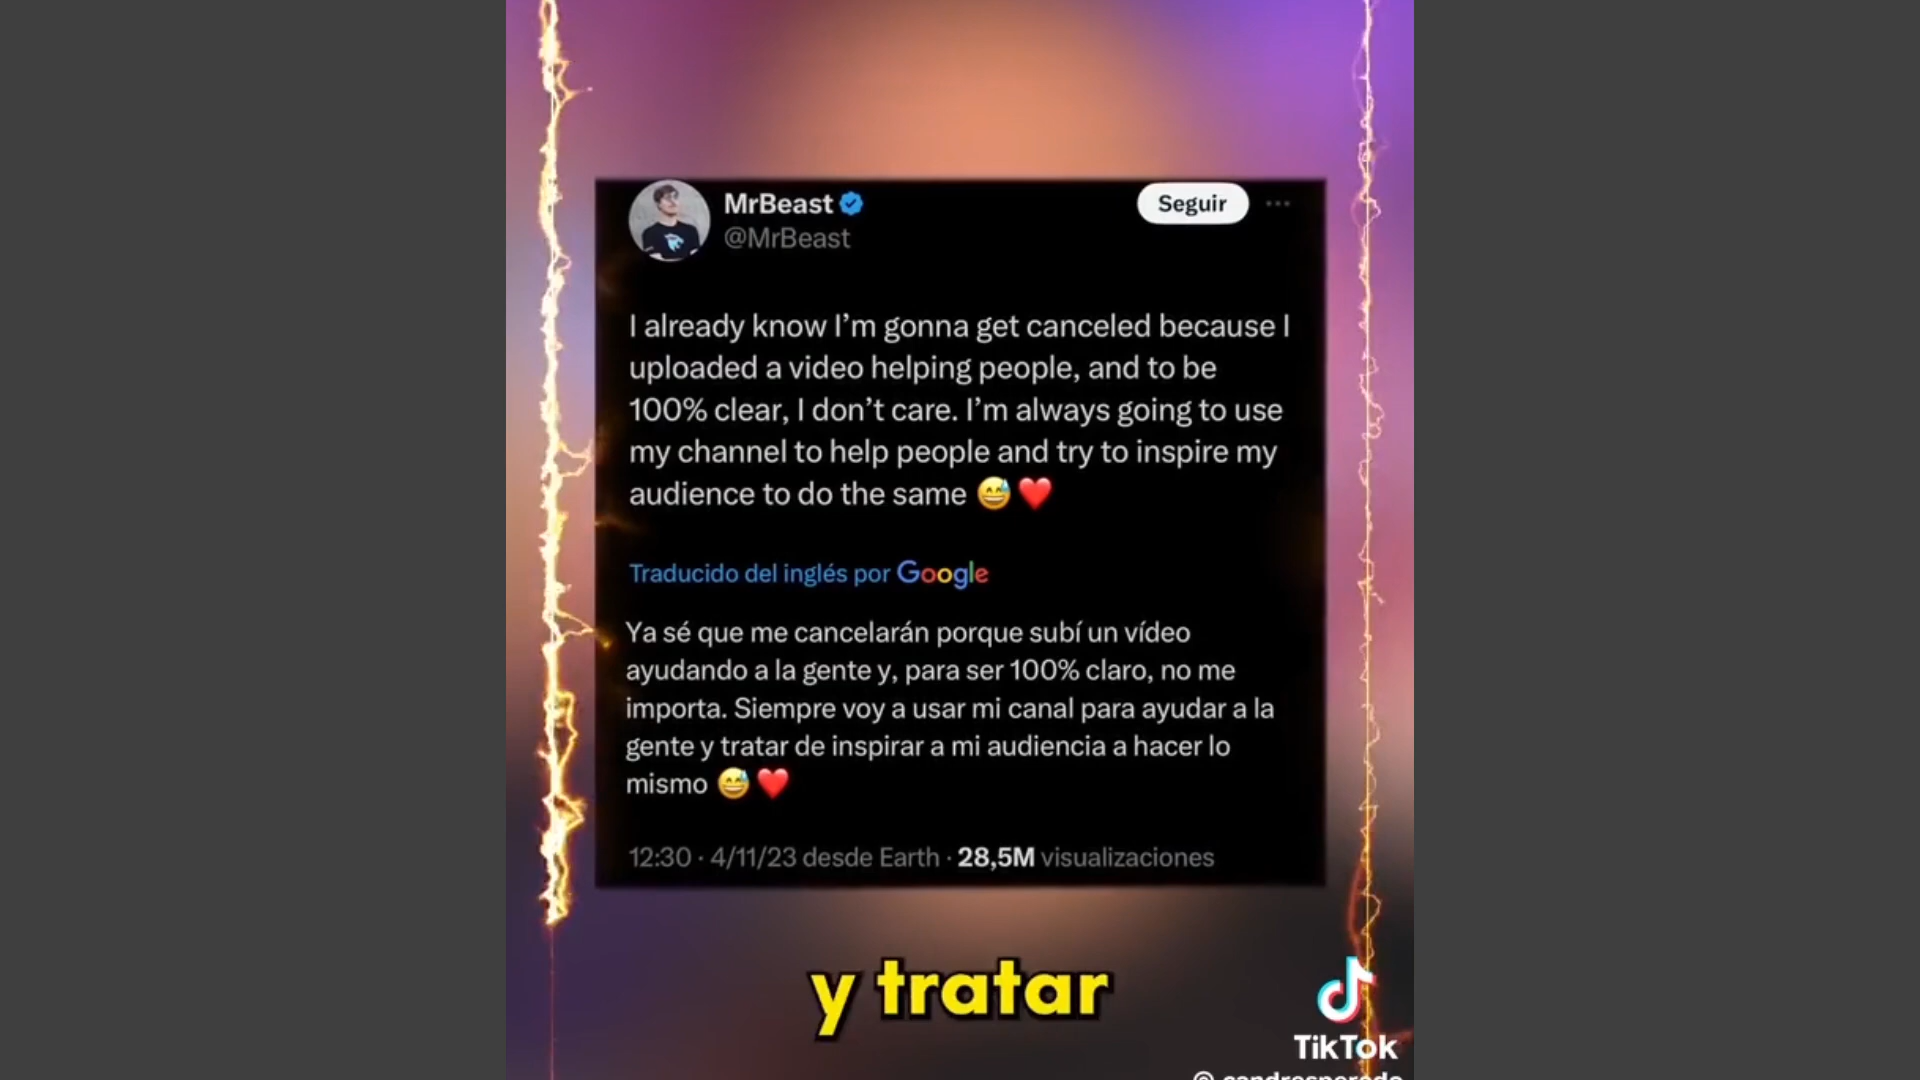 MrBeast
Seguir
@MrBeast
I already know I’m gonna get canceled because I
uploaded a video helping people, and to be
100% clear, I don’t care. I’m always going to use
my channel to help people and try to inspire my
audience to do the same 😅❤️
Traducido del inglés por Google
Ya sé que me cancelarán porque subí un vídeo
ayudando a la gente y, para ser 100% claro, no me
importa. Siempre voy a usar mi canal para ayudar a la
gente y tratar de inspirar a mi audiencia a hacer lo
mismo 😅❤️
12:30 · 4/11/23 desde Earth · 28,5M visualizaciones
y tratar
TikTok